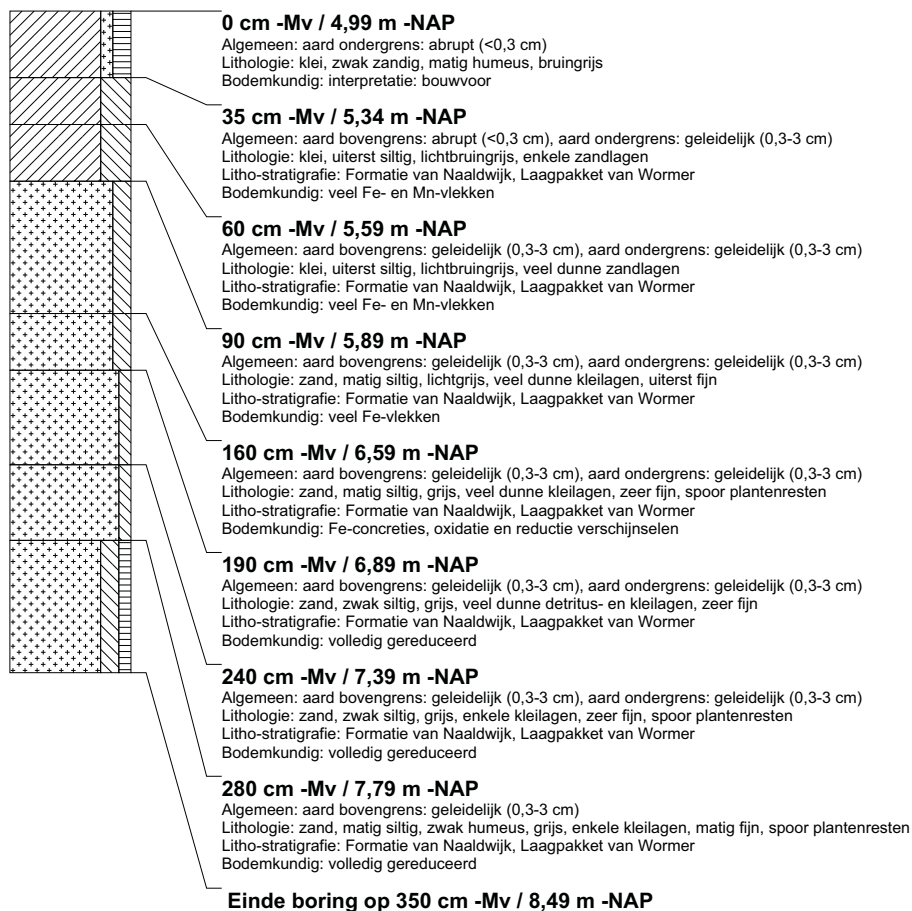 0 cm -Mv / 4,99 m -NAP
Algemeen: aard ondergrens: abrupt (<0,3 cm)
Lithologie: klei, zwak zandig, matig humeus, bruingrijs
Bodemkundig: interpretatie: bouwvoor
35 cm -Mv / 5,34 m -NAP
Algemeen: aard bovengrens: abrupt (<0,3 cm), aard ondergrens: geleidelijk (0,3-3 cm)
Lithologie: klei, uiterst siltig, lichtbruingrijs, enkele zandlagen
Litho-stratigrafie: Formatie van Naaldwijk, Laagpakket van Wormer
Bodemkundig: veel Fe- en Mn-vlekken
60 cm -Mv / 5,59 m -NAP
Algemeen: aard bovengrens: geleidelijk (0,3-3 cm), aard ondergrens: geleidelijk (0,3-3 cm)
Lithologie: klei, uiterst siltig, lichtbruingrijs, veel dunne zandlagen
Litho-stratigrafie: Formatie van Naaldwijk, Laagpakket van Wormer
Bodemkundig: veel Fe- en Mn-vlekken
90 cm -Mv / 5,89 m -NAP
Algemeen: aard bovengrens: geleidelijk (0,3-3 cm), aard ondergrens: geleidelijk (0,3-3 cm)
Lithologie: zand, matig siltig, lichtgrijs, veel dunne kleilagen, uiterst fijn
Litho-stratigrafie: Formatie van Naaldwijk, Laagpakket van Wormer
Bodemkundig: veel Fe-vlekken
160 cm -Mv / 6,59 m -NAP
Algemeen: aard bovengrens: geleidelijk (0,3-3 cm), aard ondergrens: geleidelijk (0,3-3 cm)
Lithologie: zand, matig siltig, grijs, veel dunne kleilagen, zeer fijn, spoor plantenresten
Litho-stratigrafie: Formatie van Naaldwijk, Laagpakket van Wormer
Bodemkundig: Fe-concreties, oxidatie en reductie verschijnselen
190 cm -Mv / 6,89 m -NAP
Algemeen: aard bovengrens: geleidelijk (0,3-3 cm), aard ondergrens: geleidelijk (0,3-3 cm)
Lithologie: zand, zwak siltig, grijs, veel dunne detritus- en kleilagen, zeer fijn
Litho-stratigrafie: Formatie van Naaldwijk, Laagpakket van Wormer
Bodemkundig: volledig gereduceerd
240 cm -Mv / 7,39 m -NAP
Algemeen: aard bovengrens: geleidelijk (0,3-3 cm), aard ondergrens: geleidelijk (0,3-3 cm)
Lithologie: zand, zwak siltig, grijs, enkele kleilagen, zeer fijn, spoor plantenresten
Litho-stratigrafie: Formatie van Naaldwijk, Laagpakket van Wormer
Bodemkundig: volledig gereduceerd
280 cm -Mv / 7,79 m -NAP
Algemeen: aard bovengrens: geleidelijk (0,3-3 cm)
Lithologie: zand, matig siltig, zwak humeus, grijs, enkele kleilagen, matig fijn, spoor plantenresten
Litho-stratigrafie: Formatie van Naaldwijk, Laagpakket van Wormer
Bodemkundig: volledig gereduceerd
Einde boring op 350 cm -Mv / 8,49 m -NAP